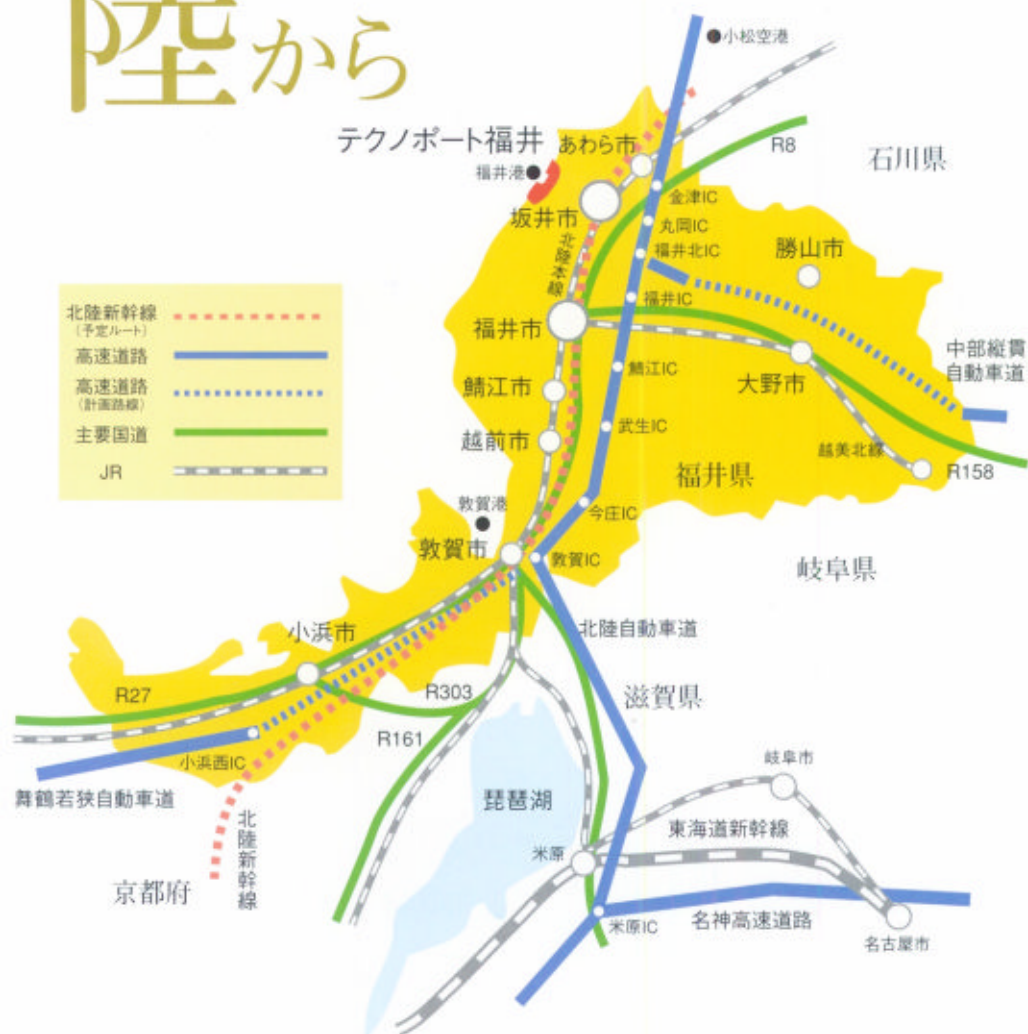 陸から
小松空港
テクノポート福井
あわら市
R8
石川県
福井港
金津IC
坂井市
丸岡IC
北陸本線
福井北IC
勝山市
北陸新幹線
(予定ルート)
福井IC
福井市
高速道路
中部縦貫
自動車道
鯖江IC
大野市
高速道路
(計画路線)
鯖江市
武生IC
主要国道
越前市
越美北線
福井県
R158
JR
敦賀港
今庄IC
敦賀市
敦賀IC
岐阜県
小浜市
北陸自動車道
R27
R303
滋賀県
R161
小浜西IC
岐阜市
舞鶴若狭自動車道
琵琶湖
北陸新幹線
東海道新幹線
米原
京都府
米原IC
名神高速道路
名古屋市